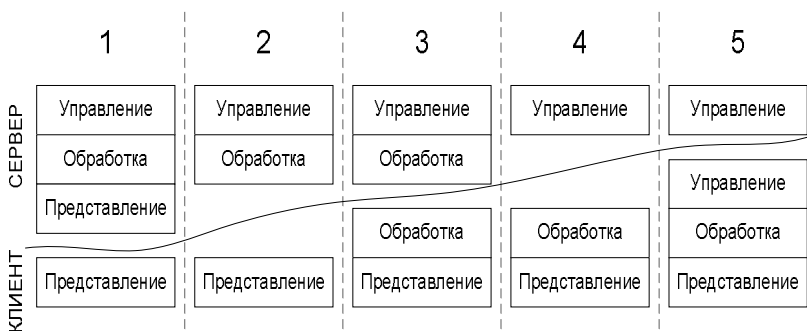 1 2 3 4 5
СЕРВЕР
Управление Управление Управление Управление Управление
Обработка Обработка Обработка
Управление
Представление
КЛИЕНТ
Обработка Обработка Обработка
Представление Представление Представление Представление Представление